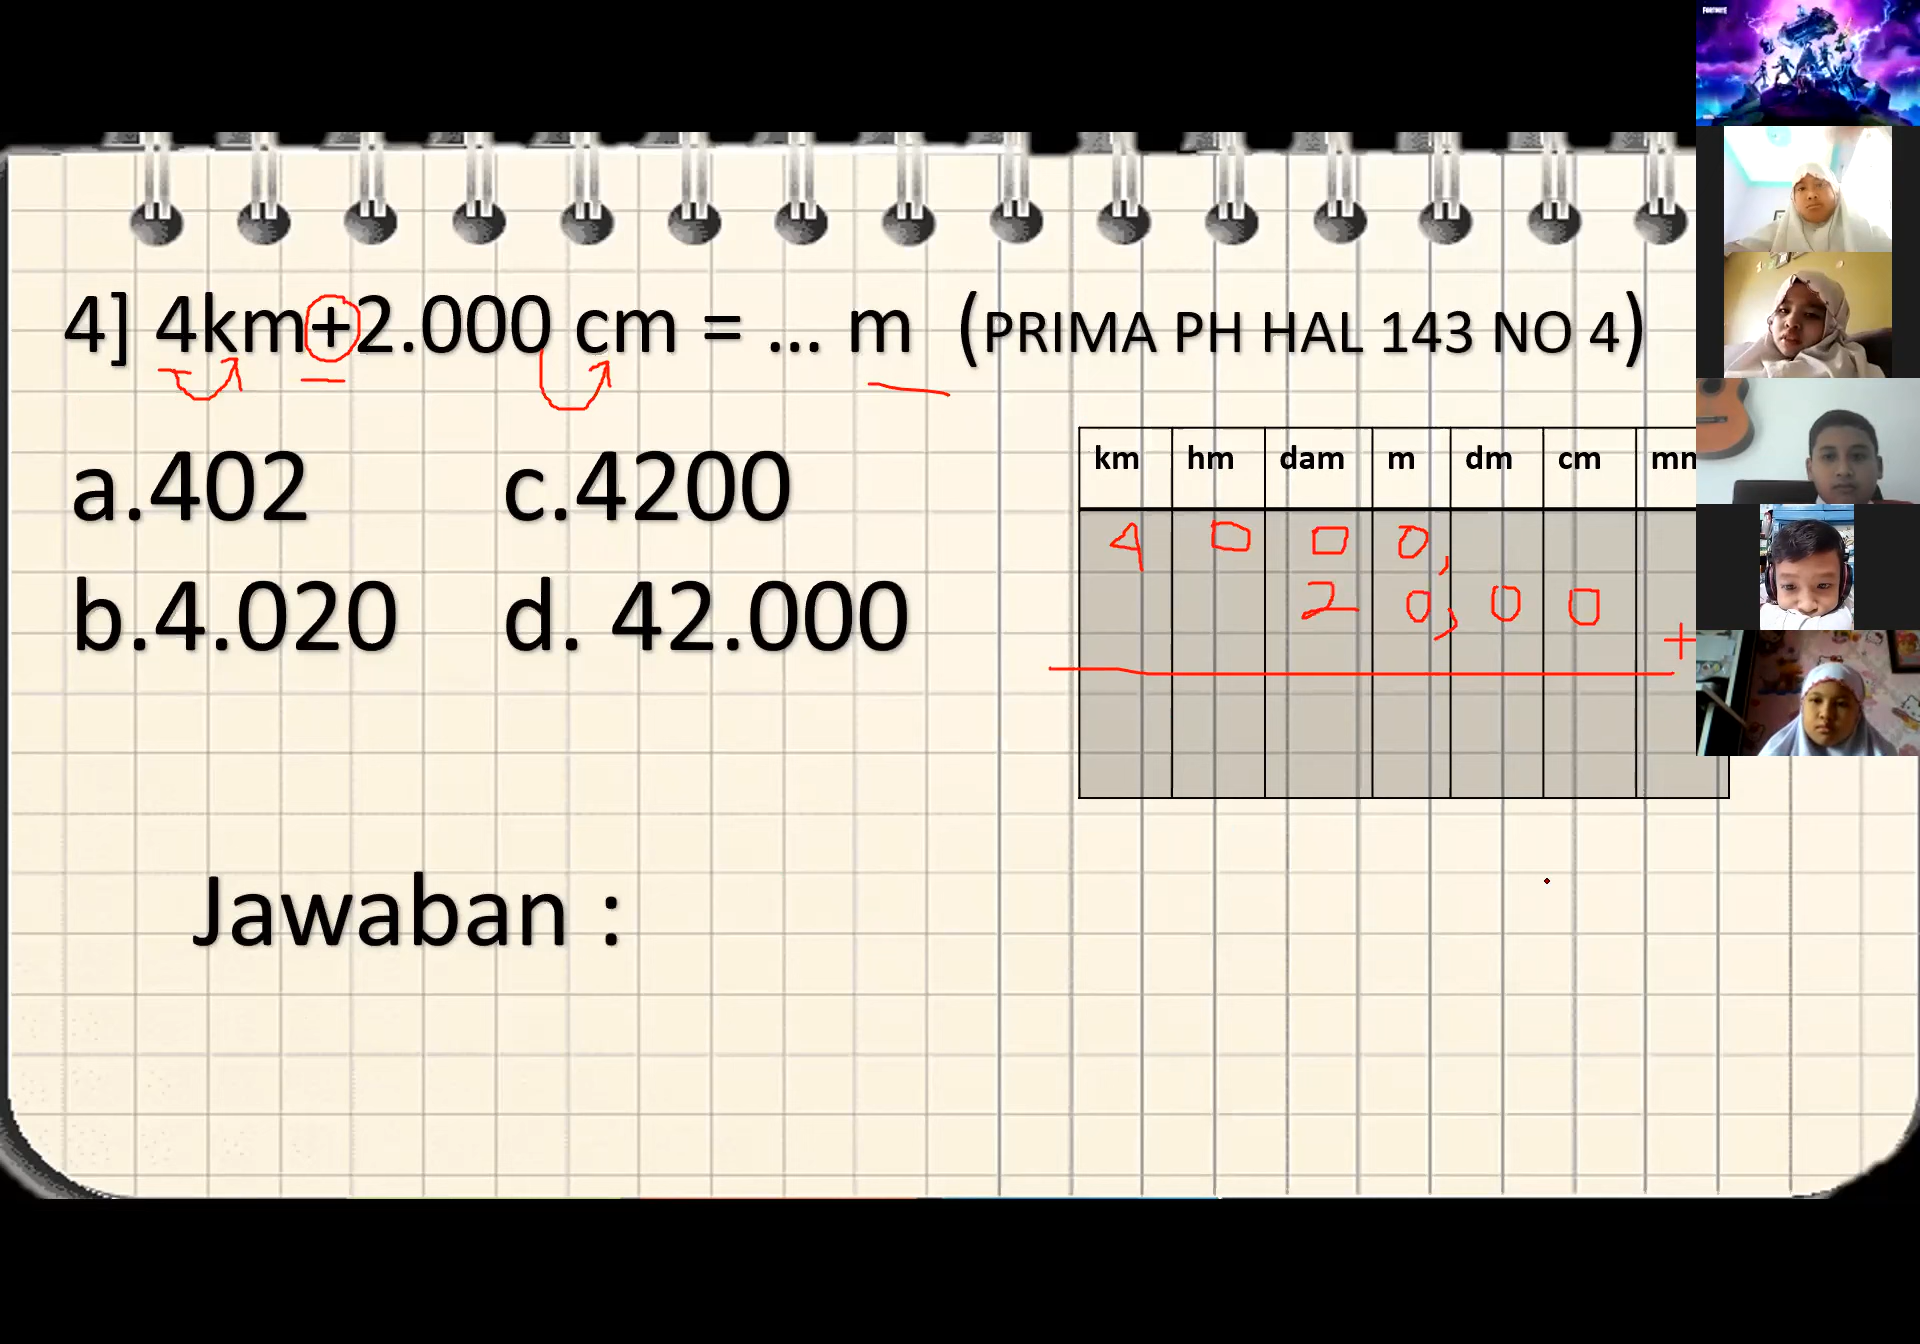 4] 4km+2.000 cm = ... m (PRIMA PH HAL 143 NO 4)
a.402 c.4200
b.4.020 d. 42.000
km hm dam m dm cm
4 0 0 0,
2 0, 0 0
+
Jawaban :
FORTNITE